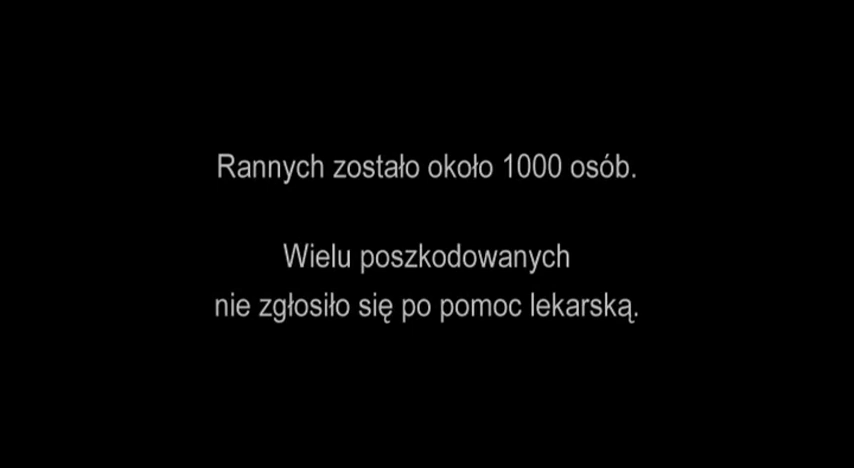 Rannych zostało około 1000 osób.
Wielu poszkodowanych
nie zgłosiło się po pomoc lekarską.